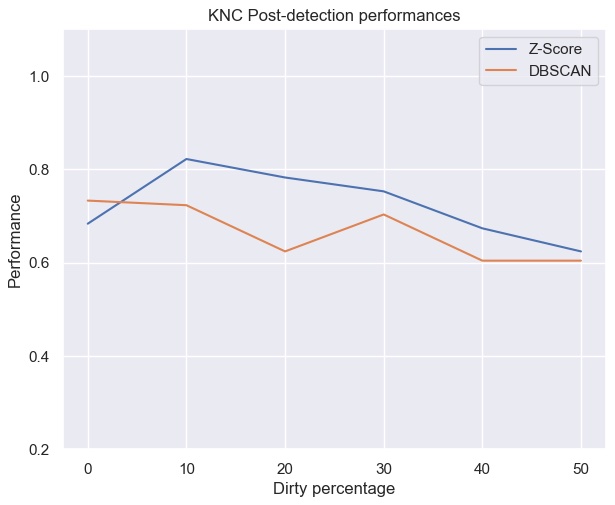 KNC Post-detection performances
Z-Score
DBSCAN
1.0
0.8
0.6
0.4
0.2
Performance
0 10 20 30 40 50
Dirty percentage